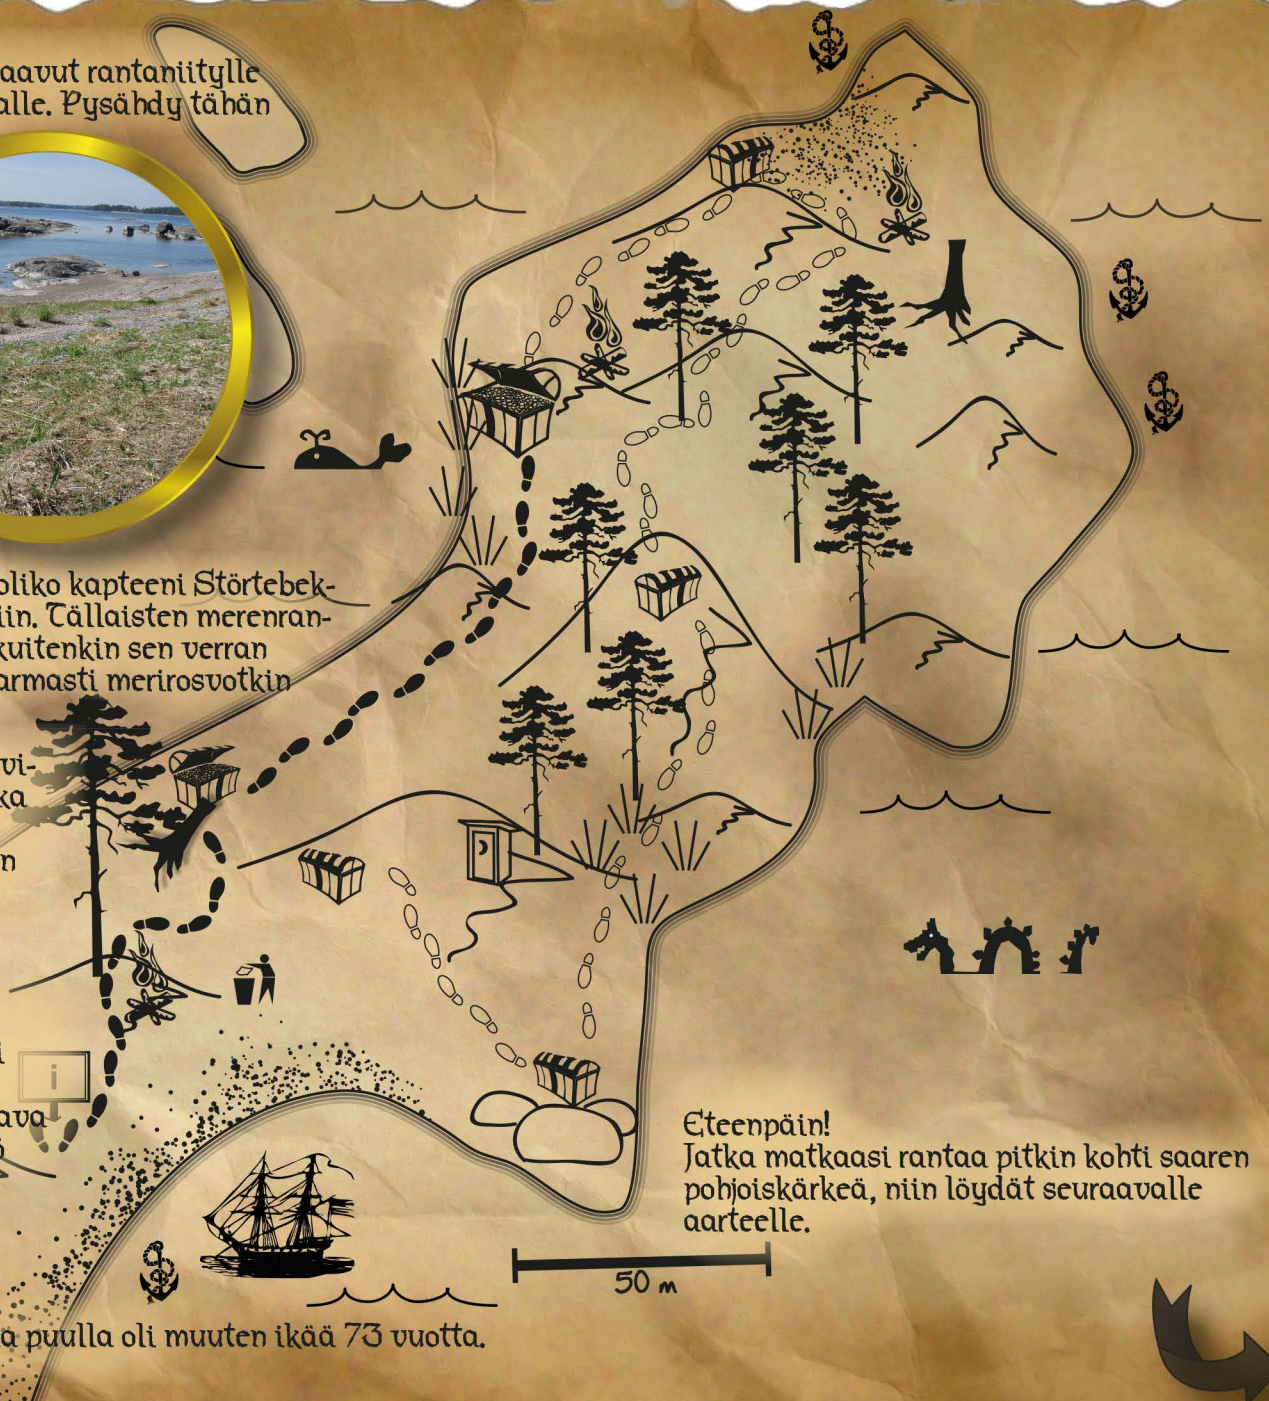 aavut rantaniitylle
alle. Pysähdy tähän
oliko kapteeni Störtebek-
iin. Tällaisten merenran-
kuitenkin sen verran
armasti merirosvotkin
vi-
ka
n
i
i
ava
ö
Eteenpäin!
Jatka matkaasi rantaa pitkin kohti saaren
pohjoiskärkeä, niin löydät seuraavalle
aarteelle.
50 m
a puulla oli muuten ikää 73 vuotta.